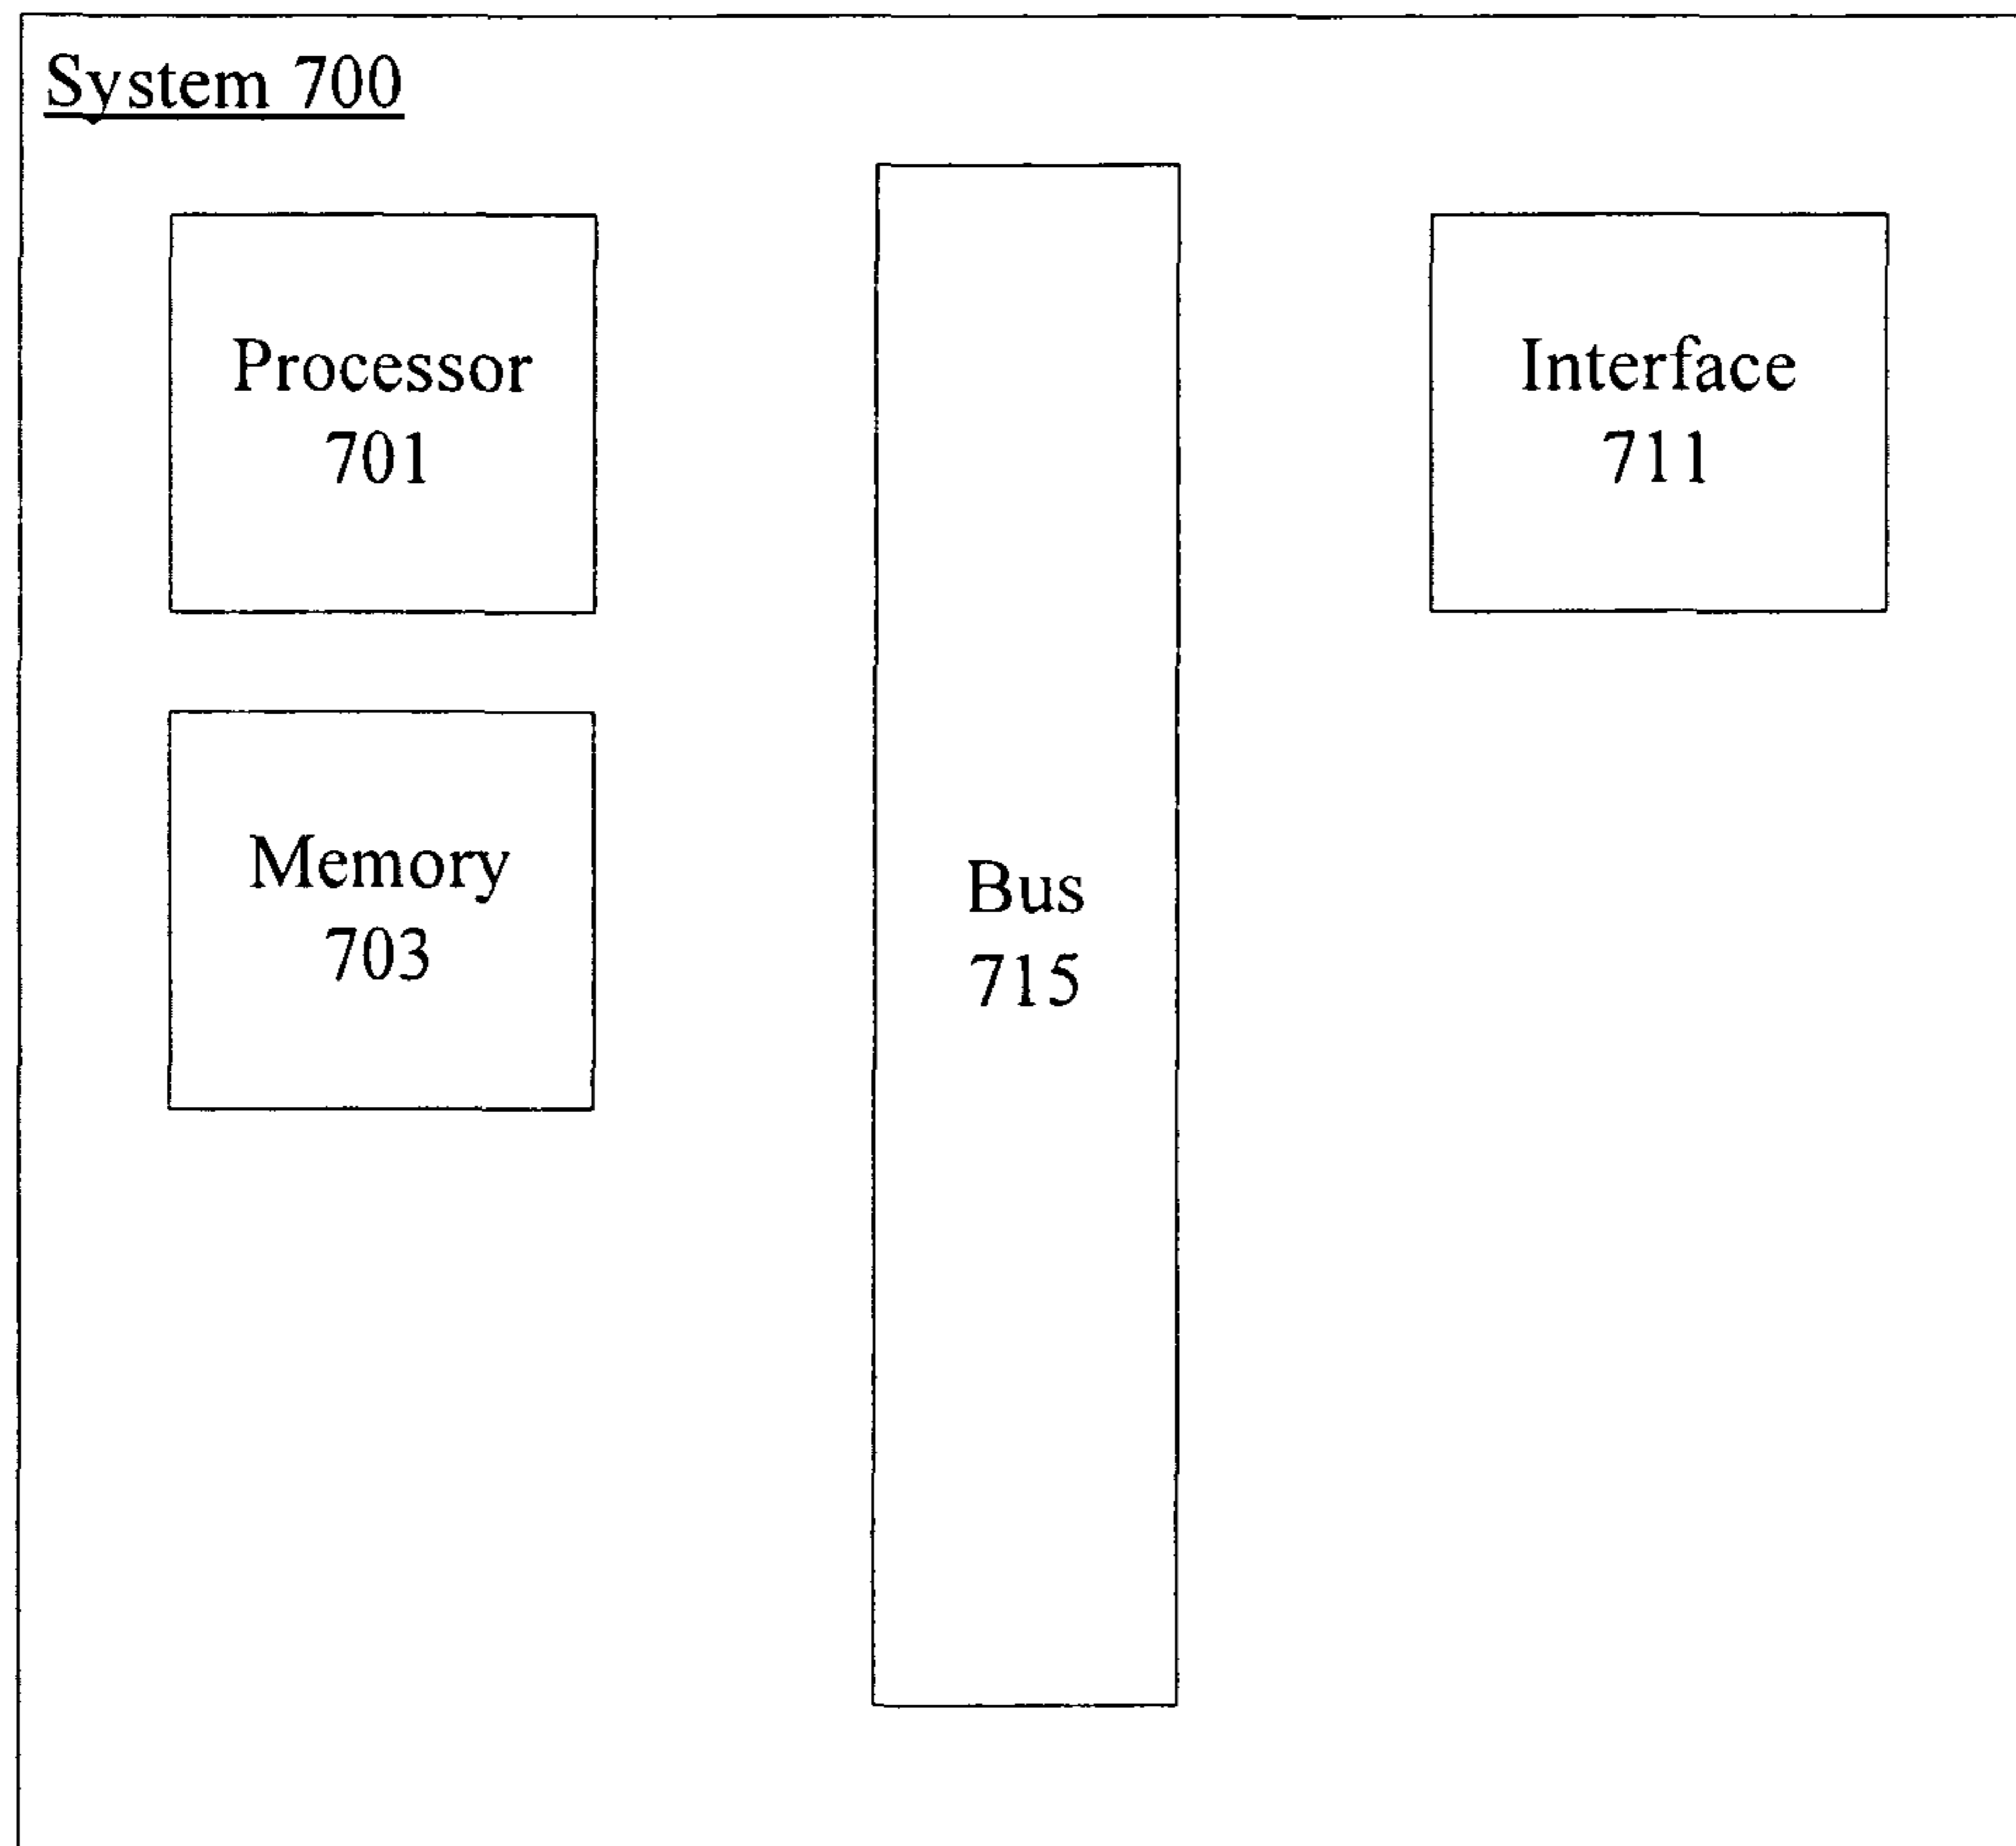 System 700
Processor
701
Interface
711
Memory
703
Bus
715